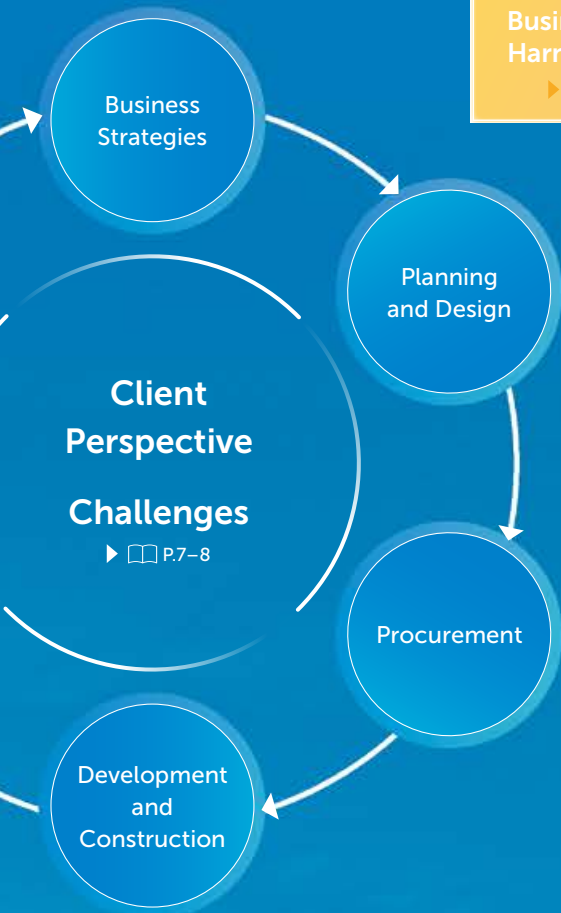 Business
Strategies
Planning
and Design
Client
Perspective
Challenges
P.7–8
Procurement
Development
and
Construction